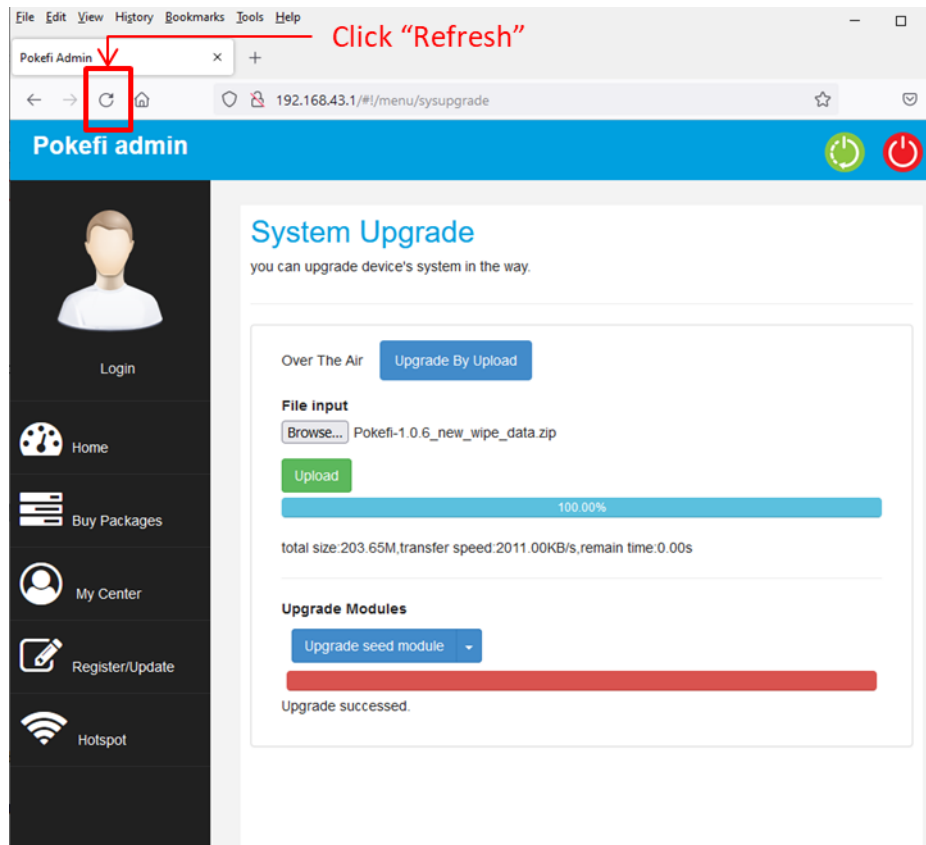 File Edit View History Bookmarks Tools Help
Click “Refresh”
Pokefi Admin
192.168.43.1/#!/menu/sysupgrade
Pokefi admin
Login
Home
Buy Packages
My Center
Register/Update
Hotspot
System Upgrade
you can upgrade device's system in the way.
Over The Air Upgrade By Upload
File input
Browse... Pokefi-1.0.6_new_wipe_data.zip
Upload
100.00%
total size:203.65M,transfer speed:2011.00KB/s,remain time:0.00s
Upgrade Modules
Upgrade seed module
Upgrade successed.